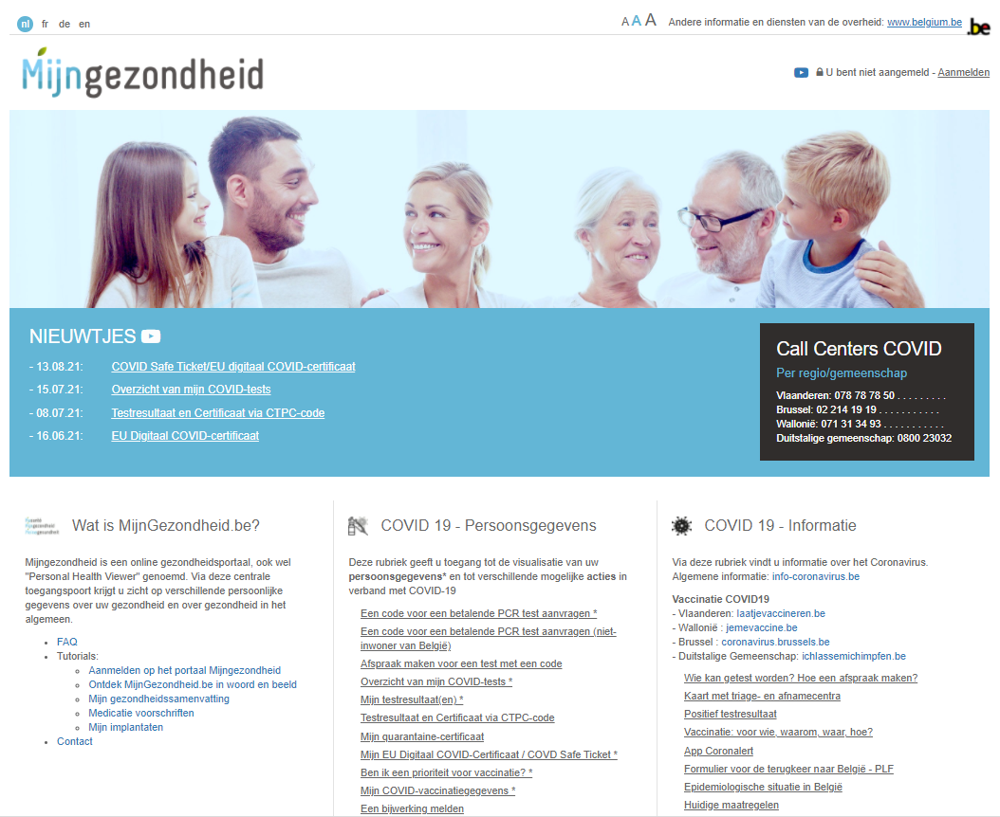 nl fr de en
A A A Andere informatie en diensten van de overheid: www.belgium.be .be
Mijngezondheid
U bent niet aangemeld - Aanmelden
NIEUWTJES
- 13.08.21: COVID Safe Ticket/EU digitaal COVID-certificaat
- 15.07.21: Overzicht van mijn COVID-tests
- 08.07.21: Testresultaat en Certificaat via CTPC-code
- 16.06.21: EU Digitaal COVID-certificaat
Call Centers COVID
Per regio/gemeenschap
Vlaanderen: 078 78 78 50 . . . . . . . . .
Brussel: 02 214 19 19 . . . . . . . . . . .
Wallonië: 071 31 34 93 . . . . . . . . . . .
Duitstalige gemeenschap: 0800 23032
Wat is MijnGezondheid.be?
Mijngezondheid is een online gezondheidsportaal, ook wel
"Personal Health Viewer" genoemd. Via deze centrale
toegangspoort krijgt u zicht op verschillende persoonlijke
gegevens over uw gezondheid en over gezondheid in het
algemeen.
• FAQ
• Tutorials:
Aanmelden op het portaal Mijngezondheid
Ontdek MijnGezondheid.be in woord en beeld
Mijn gezondheidssamenvatting
Medicatie voorschriften
Mijn implantaten
• Contact
COVID 19 - Persoonsgegevens
Deze rubriek geeft u toegang tot de visualisatie van uw
persoonsgegevens* en tot verschillende mogelijke acties in
verband met COVID-19
Een code voor een betalende PCR test aanvragen *
Een code voor een betalende PCR test aanvragen (niet-
inwoner van België)
Afspraak maken voor een test met een code
Overzicht van mijn COVID-tests *
Mijn testresultaat(en) *
Testresultaat en Certificaat via CTPC-code
Mijn quarantaine-certificaat
Mijn EU Digitaal COVID-Certificaat / COVD Safe Ticket *
Ben ik een prioriteit voor vaccinatie? *
Mijn COVID-vaccinatiegegevens *
Een bijwerking melden
COVID 19 - Informatie
Via deze rubriek vindt u informatie over het Coronavirus.
Algemene informatie: info-coronavirus.be
Vaccinatie COVID19
- Vlaanderen: laatjevaccineren.be
- Wallonië : jemevaccine.be
- Brussel : coronavirus.brussels.be
- Duitstalige Gemeenschap: ichlassemichimpfen.be
Wie kan getest worden? Hoe een afspraak maken?
Kaart met triage- en afnamecentra
Positief testresultaat
Vaccinatie: voor wie, waarom, waar, hoe?
App Coronalert
Formulier voor de terugkeer naar België - PLF
Epidemiologische situatie in België
Huidige maatregelen